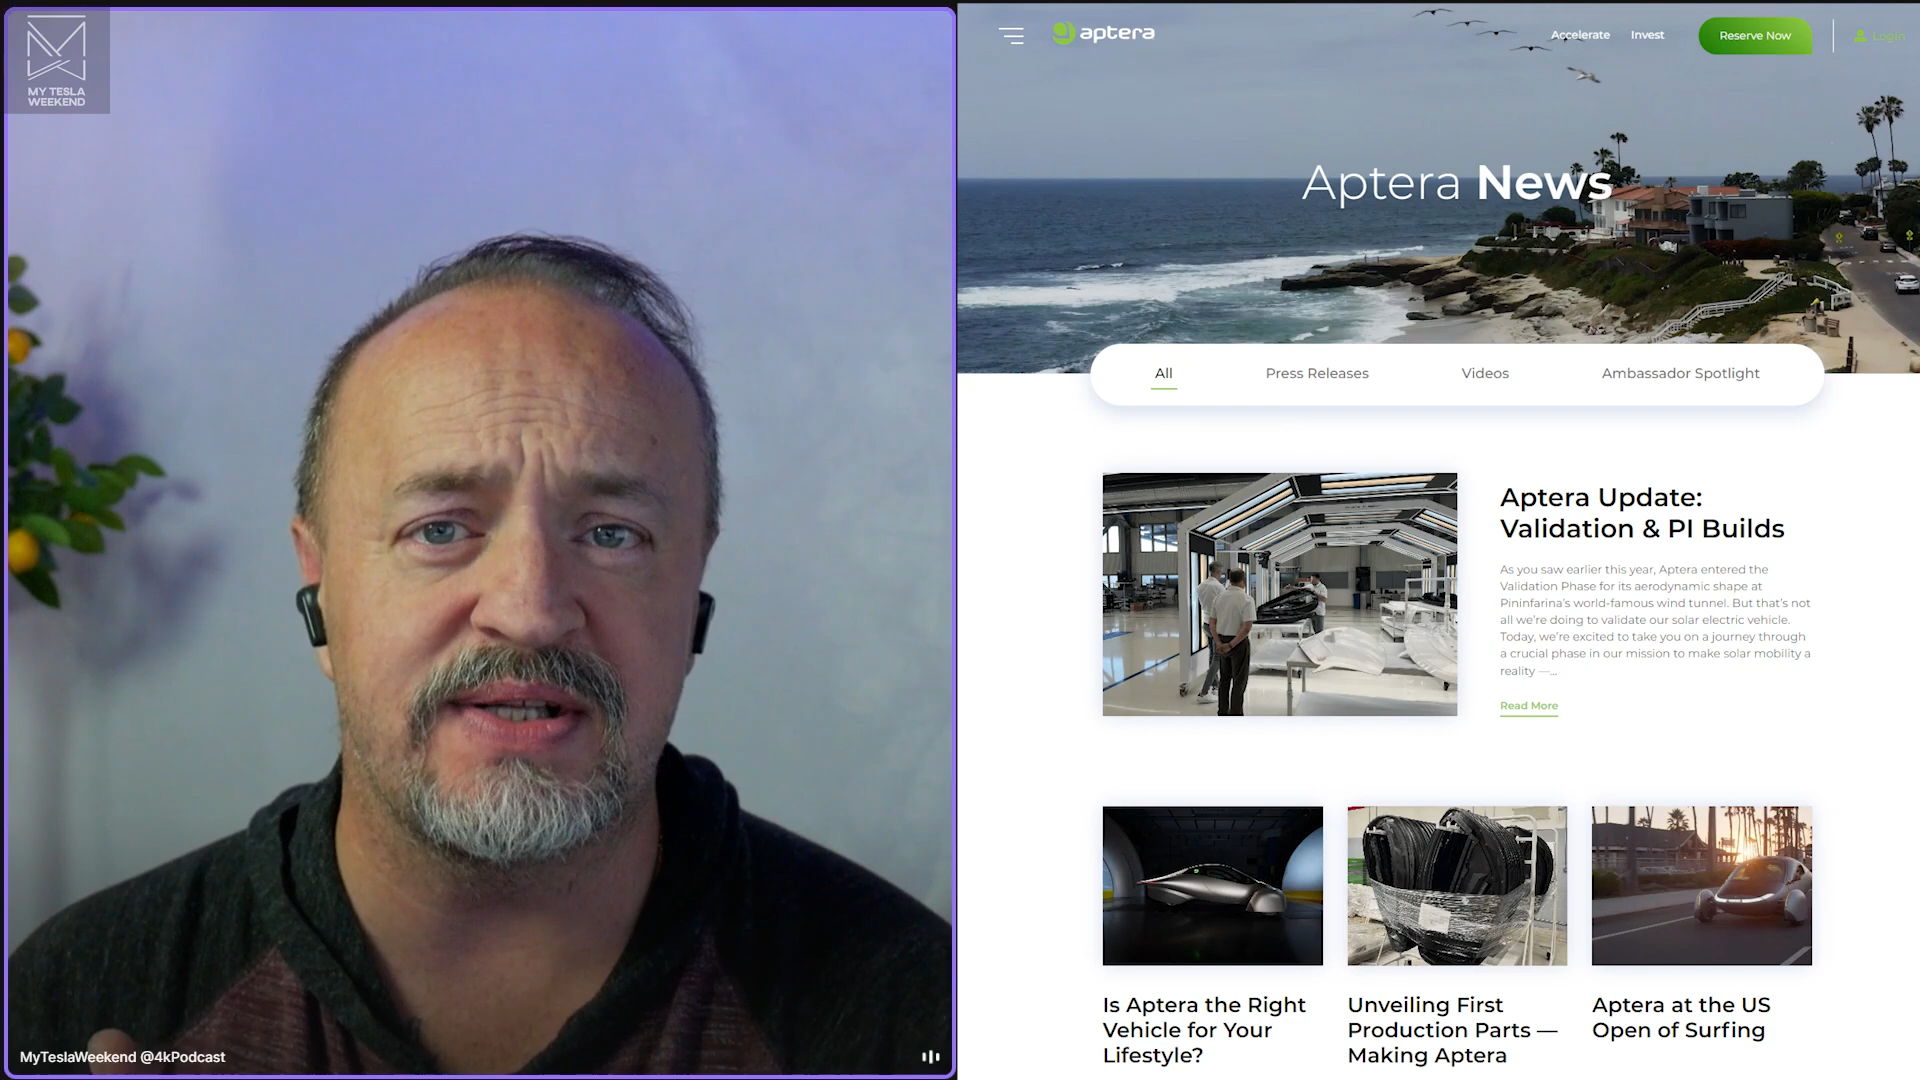 MY TESLA
WEEKEND
MyTeslaWeekend @4kPodcast
aptera
Accelerate
Invest
Reserve Now
Login
Aptera News
All
Press Releases
Videos
Ambassador Spotlight
Aptera Update:
Validation & PI Builds
As you saw earlier this year, Aptera entered the
Validation Phase for its aerodynamic shape at
Pininfarina's world-famous wind tunnel. But that's not
all we're doing to validate our solar electric vehicle.
Today, we're excited to take you on a journey through
a crucial phase in our mission to make solar mobility a
reality —...
Read More
Is Aptera the Right
Vehicle for Your
Lifestyle?
Unveiling First
Production Parts —
Making Aptera
Aptera at the US
Open of Surfing